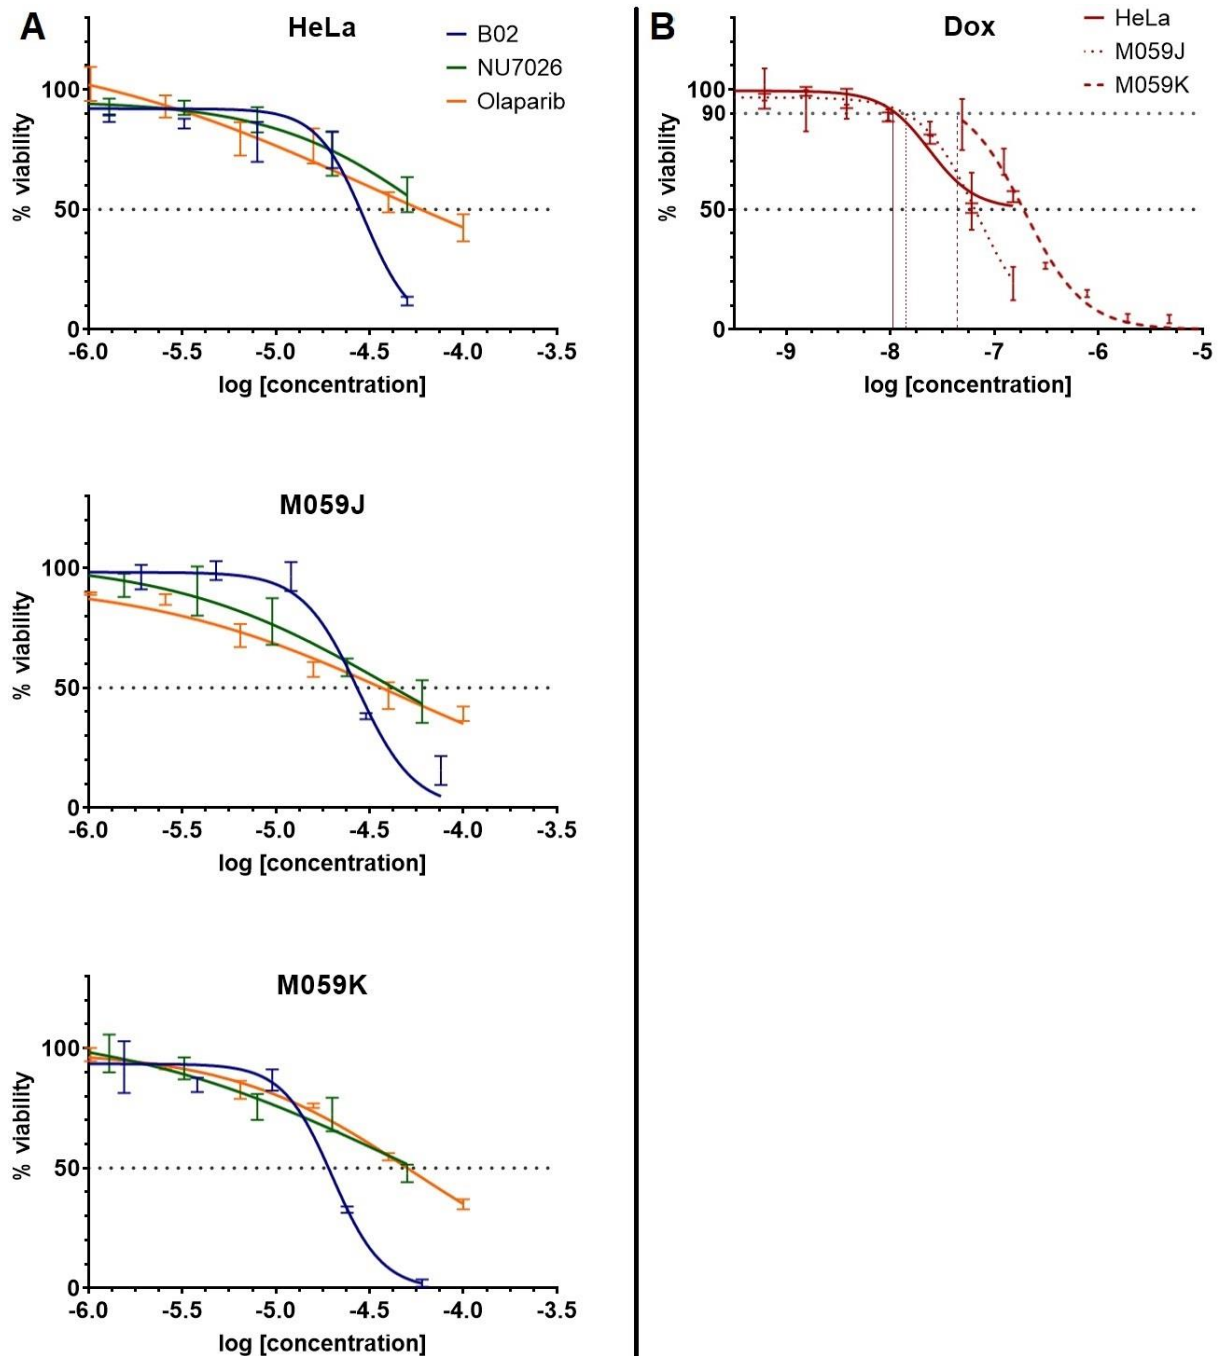 A
HeLa
B02
NU7026
Olaparib
% viability
100
50
0
-6.0 -5.5 -5.0 -4.5 -4.0 -3.5
log [concentration]
B
Dox
HeLa
M059J
M059K
% viability
100
90
50
0
-9 -8 -7 -6 -5
log [concentration]
M059J
% viability
100
50
0
-6.0 -5.5 -5.0 -4.5 -4.0 -3.5
log [concentration]
M059K
% viability
100
50
0
-6.0 -5.5 -5.0 -4.5 -4.0 -3.5
log [concentration]